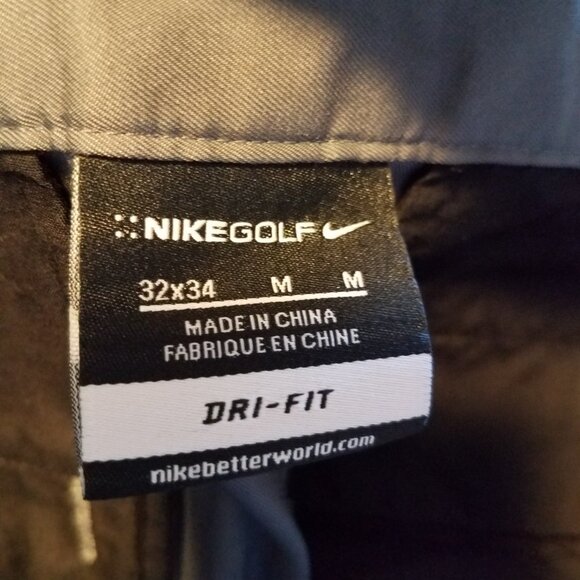 NIKEGOLF
32x34 M M
MADE IN CHINA
FABRIQUE EN CHINE
DRI-FIT
nikebetterworld.com